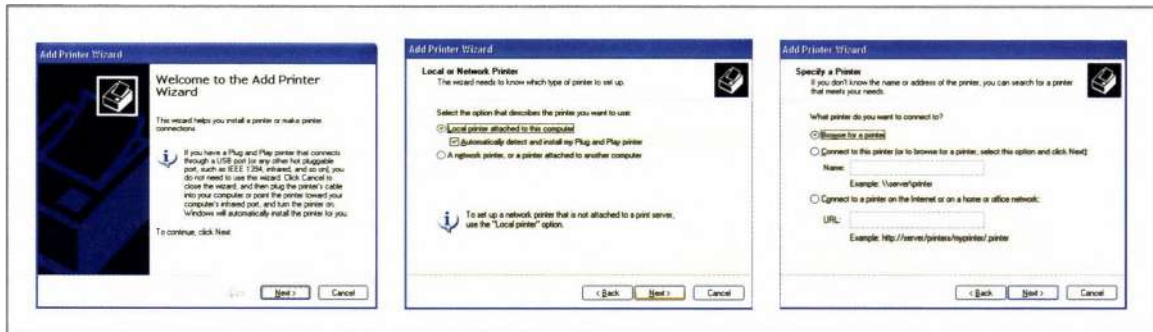 Add Printer Wizard
Welcome to the Add Printer
Wizard
This wizard helps you install a printer or make printer
connections.
If you have a Plug and Play printer that connects
through a USB port (or any other hot pluggable
port, such as IEEE 1394, infrared, and so on), you
do not need to use this wizard. Click Cancel to
close the wizard, and then plug the printer's cable
into your computer or point the printer toward your
computer's infrared port, and turn the printer on.
Windows will automatically install the printer for you.
To continue, click Next
Next >
Cancel
Add Printer Wizard
Local or Network Printer
The wizard needs to know which type of printer to set up.
Select the option that describes the printer you want to use:
Local printer attached to this computer
Automatically detect and install my Plug and Play printer
A network printer, or a printer attached to another computer
To set up a network printer that is not attached to a print server,
use the "Local printer" option.
< Back
Next >
Cancel
Add Printer Wizard
Specify a Printer
If you don't know the name or address of the printer, you can search for a printer
that meets your needs.
What printer do you want to connect to?
Browse for a printer
Connect to this printer (or to browse for a printer, select this option and click Next):
Name:
Example: \\server\printer
Connect to a printer on the Internet or on a home or office network:
URL:
Example: http://server/printers/myprinter/.printer
< Back
Next >
Cancel